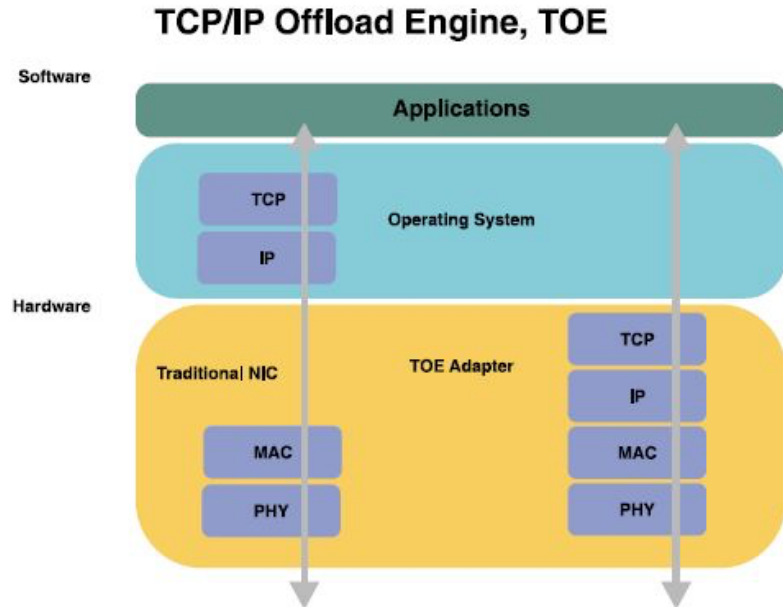 TCP/IP Offload Engine, TOE
Software
Applications
TCP
Operating System
IP
Hardware
TCP
Traditional NIC
TOE Adapter
IP
MAC
MAC
PHY
PHY